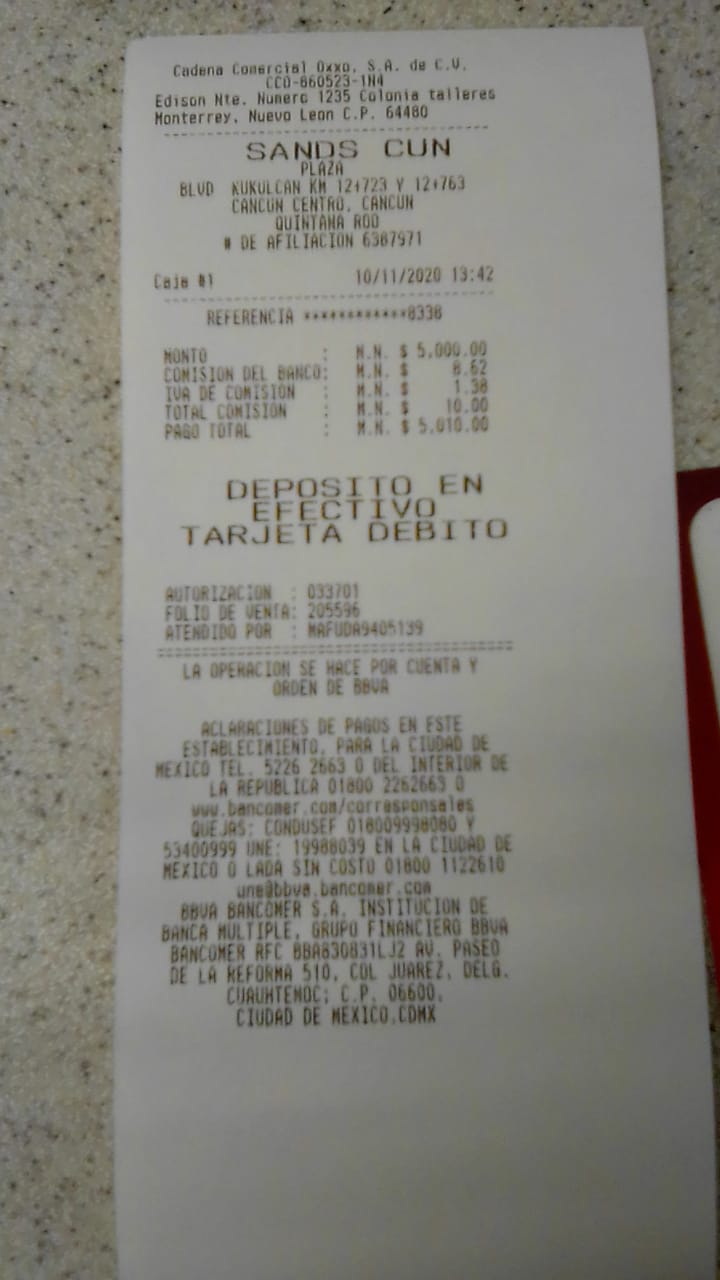 Cadena Comercial Oxxo, S.A. de C.V.
CCO-860523-1N4
Edison Nte. Numero 1235 Colonia talleres
Monterrey, Nuevo Leon C.P. 64480
SANDS CUN
PLAZA
BLVD KUKULCAN KM 12+723 Y 12+763
CANCUN CENTRO, CANCUN
QUINTANA ROO
# DE AFILIACION 6387971
Caja #1 10/11/2020 13:42
REFERENCIA ************8338
MONTO : M.N. $ 5,000.00
COMISION DEL BANCO: M.N. $ 8.62
IVA DE COMISION : M.N. $ 1.38
TOTAL COMISION : M.N. $ 10.00
PAGO TOTAL : M.N. $ 5,010.00
DEPOSITO EN
EFECTIVO
TARJETA DEBITO
AUTORIZACION : 033701
FOLIO DE VENTA: 205596
ATENDIDO POR : MAFUDA9405139
LA OPERACION SE HACE POR CUENTA Y
ORDEN DE BBVA
ACLARACIONES DE PAGOS EN ESTE
ESTABLECIMIENTO, PARA LA CIUDAD DE
MEXICO TEL. 5226 2663 O DEL INTERIOR DE
LA REPUBLICA 01800 2262663 O
www.bancomer.com/corresponsales
QUEJAS: CONDUSEF 018009998080 Y
53400999 UNE: 19988039 EN LA CIUDAD DE
MEXICO O LADA SIN COSTO 01800 1122610
une@bbva.bancomer.com
BBVA BANCOMER S.A. INSTITUCION DE
BANCA MULTIPLE, GRUPO FINANCIERO BBVA
BANCOMER RFC BBA830831LJ2 AV. PASEO
DE LA REFORMA 510, COL JUAREZ, DELG.
CUAUHTEMOC; C.P. 06600,
CIUDAD DE MEXICO,CDMX